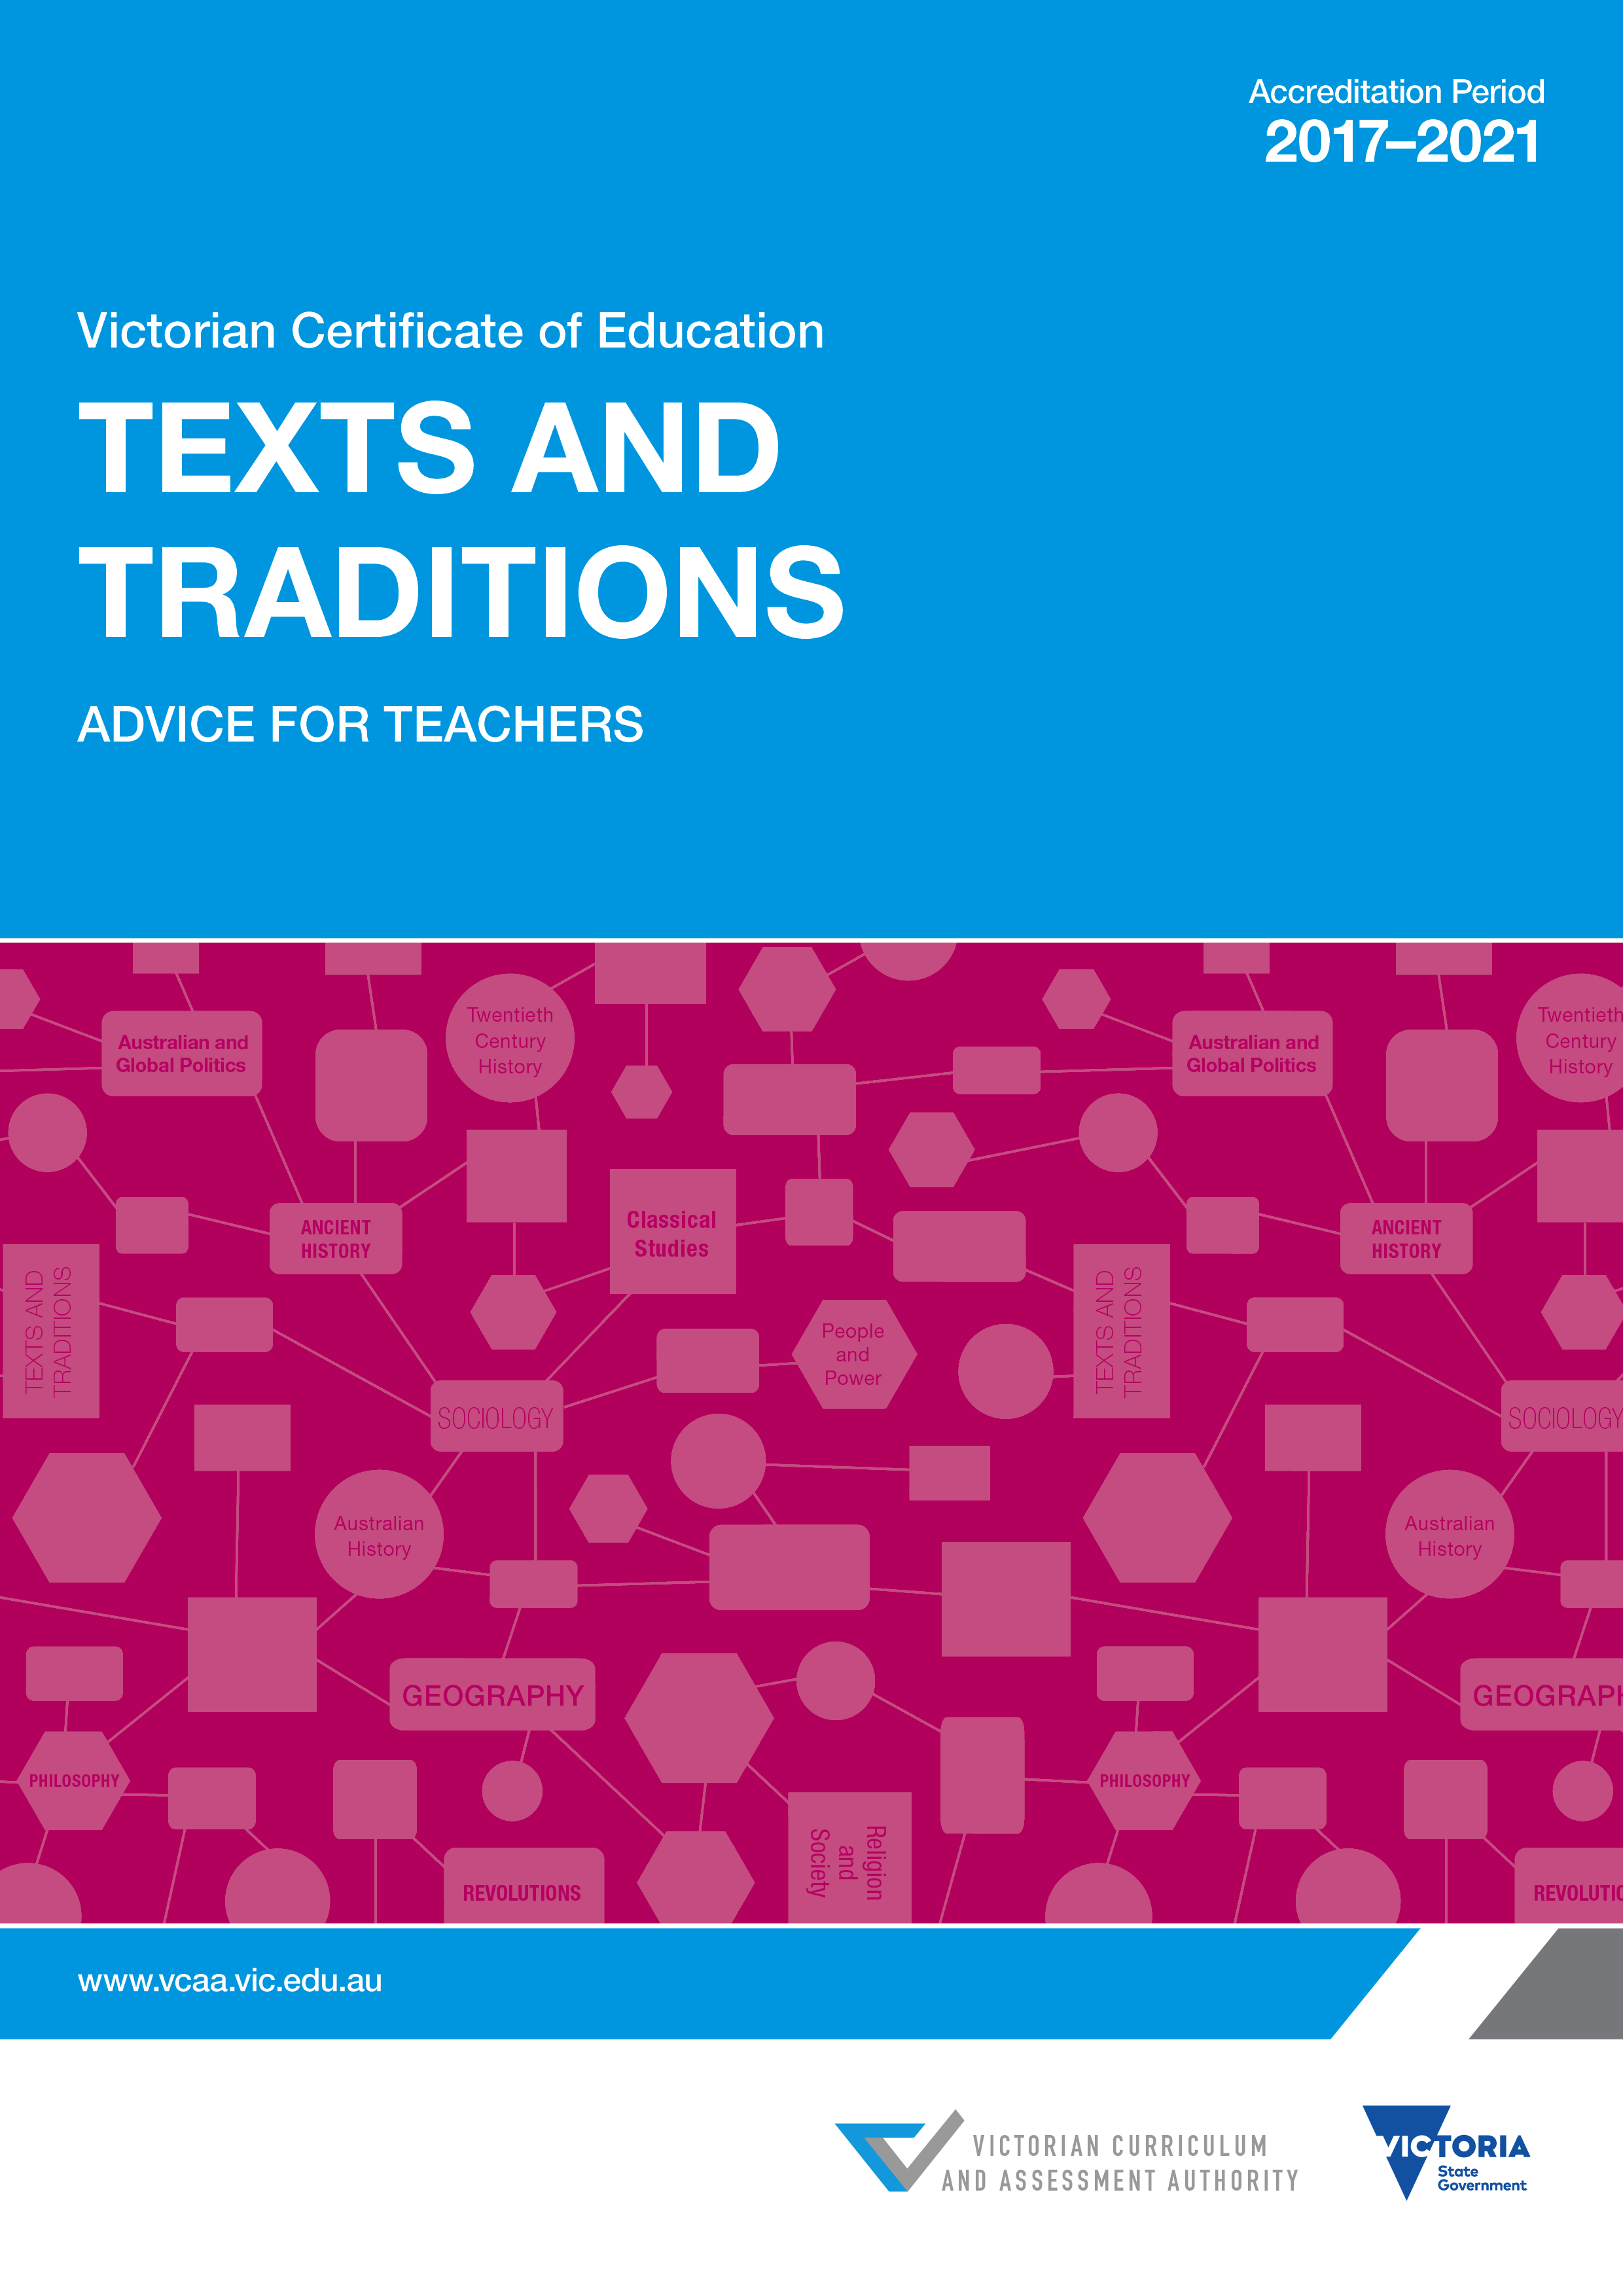 Accreditation Period
2017–2021
Victorian Certificate of Education
TEXTS AND
TRADITIONS
ADVICE FOR TEACHERS
Twentieth
Century
History
Twentieth
Century
History
Australian and
Global Politics
Australian and
Global Politics
Classical
Studies
ANCIENT
HISTORY
ANCIENT
HISTORY
TEXTS AND
TRADITIONS
People
and
Power
TEXTS AND
TRADITIONS
SOCIOLOGY
SOCIOLOGY
Australian
History
Australian
History
GEOGRAPHY
GEOGRAPH
PHILOSOPHY
PHILOSOPHY
Religion
and
Society
REVOLUTIONS
REVOLUTIO
www.vcaa.vic.edu.au
VICTORIAN CURRICULUM
AND ASSESSMENT AUTHORITY
VICTORIA
State
Government